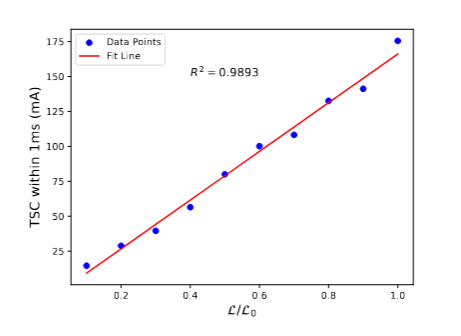 175
150
125
100
75
50
25
TSC within 1ms (mA)
Data Points
Fit Line
R² = 0.9893
0.2 0.4 0.6 0.8 1.0
ℒ/ℒ₀